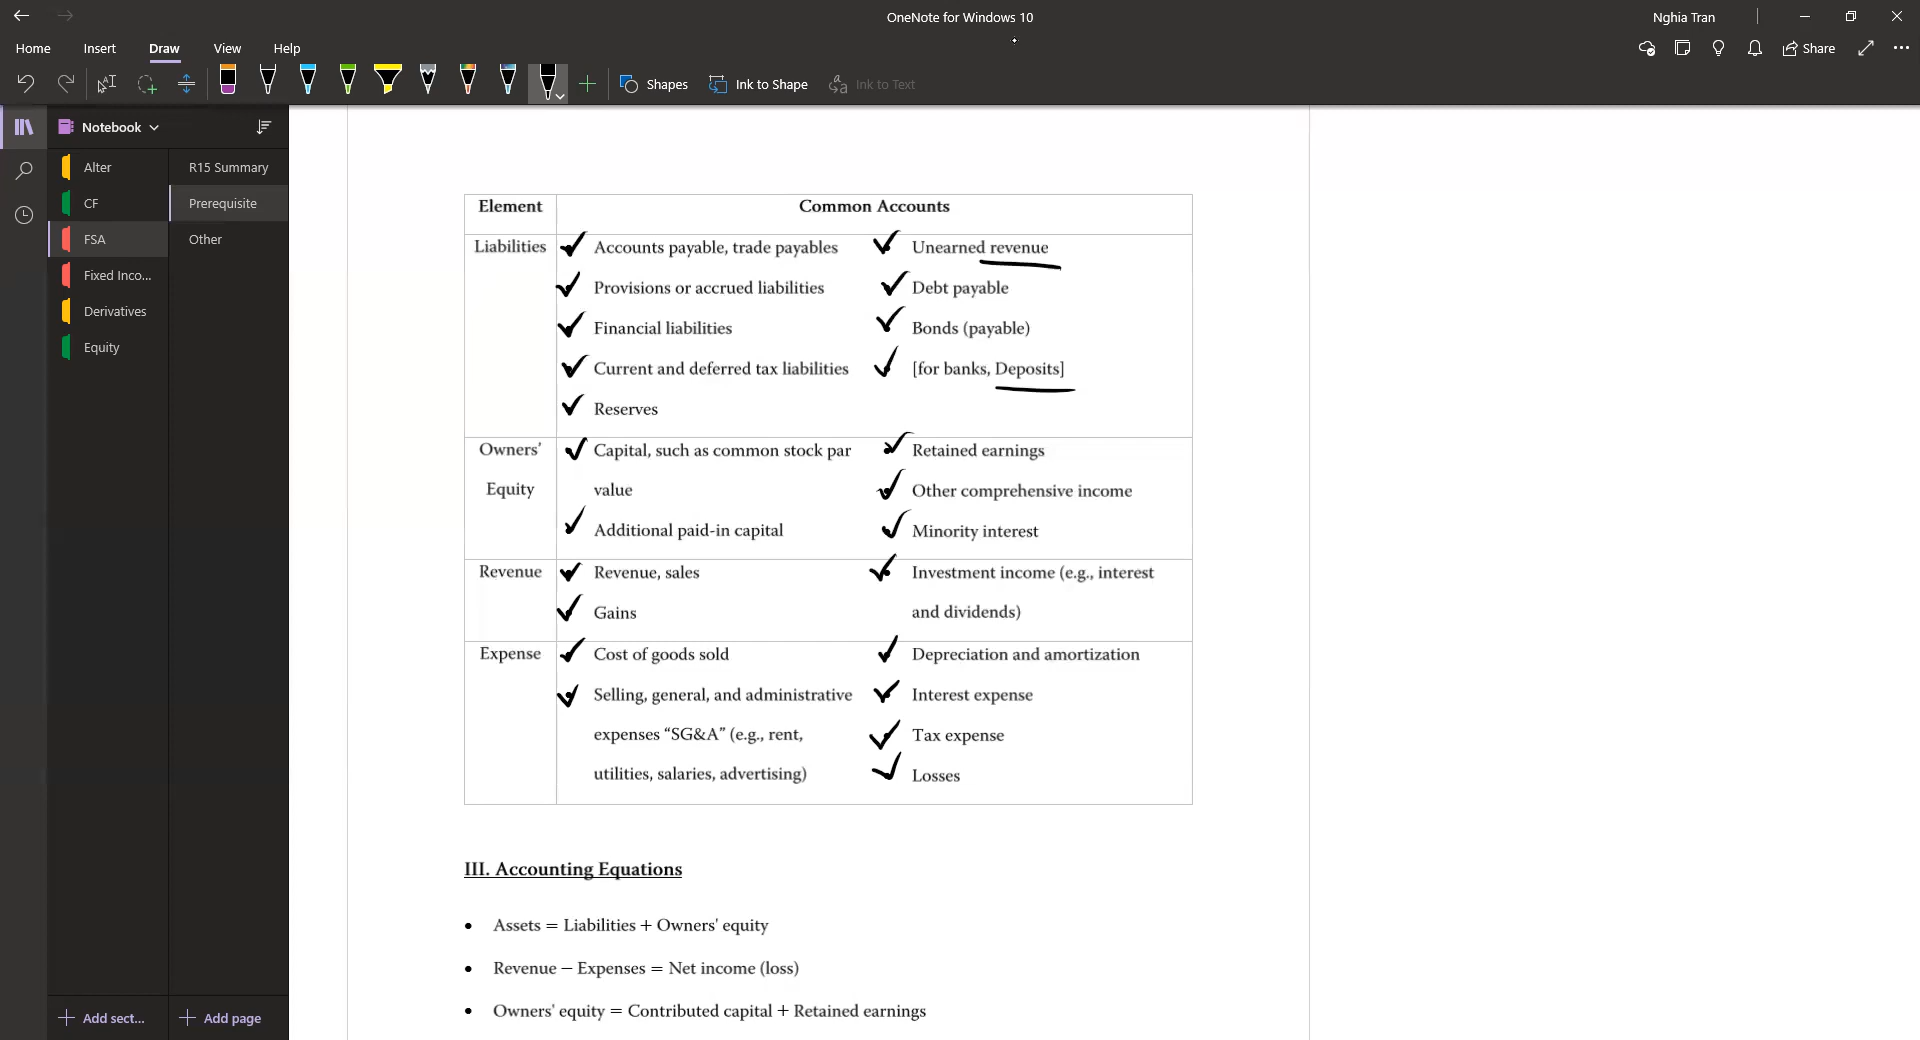 OneNote for Windows 10
Nghia Tran
Home Insert Draw View Help
Share
Shapes Ink to Shape Ink to Text
Notebook
Alter
CF
FSA
Fixed Inco...
Derivatives
Equity
R15 Summary
Prerequisite
Other
Element Common Accounts
Liabilities Accounts payable, trade payables Unearned revenue
Provisions or accrued liabilities Debt payable
Financial liabilities Bonds (payable)
Current and deferred tax liabilities [for banks, Deposits]
Reserves
Owners' Capital, such as common stock par Retained earnings
Equity value Other comprehensive income
Additional paid-in capital Minority interest
Revenue Revenue, sales Investment income (e.g., interest
Gains and dividends)
Expense Cost of goods sold Depreciation and amortization
Selling, general, and administrative Interest expense
expenses “SG&A” (e.g., rent, Tax expense
utilities, salaries, advertising) Losses
III. Accounting Equations
• Assets = Liabilities + Owners' equity
• Revenue − Expenses = Net income (loss)
• Owners' equity = Contributed capital + Retained earnings
Add sect... Add page